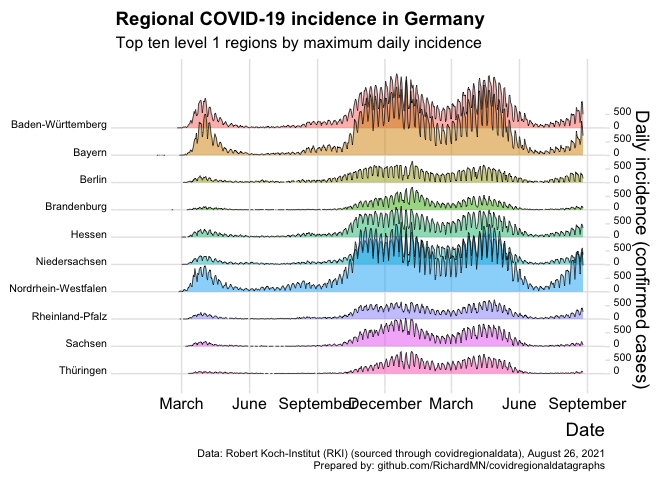 Regional COVID-19 incidence in Germany
Top ten level 1 regions by maximum daily incidence
Baden-Württemberg
Bayern
Berlin
Brandenburg
Hessen
Niedersachsen
Nordrhein-Westfalen
Rheinland-Pfalz
Sachsen
Thüringen
500
0
500
0
500
0
500
0
500
0
500
0
500
0
500
0
500
0
500
0
Daily incidence (confirmed cases)
March June September December March June September
Date
Data: Robert Koch-Institut (RKI) (sourced through covidregionaldata), August 26, 2021
Prepared by: github.com/RichardMN/covidregionaldatagraphs